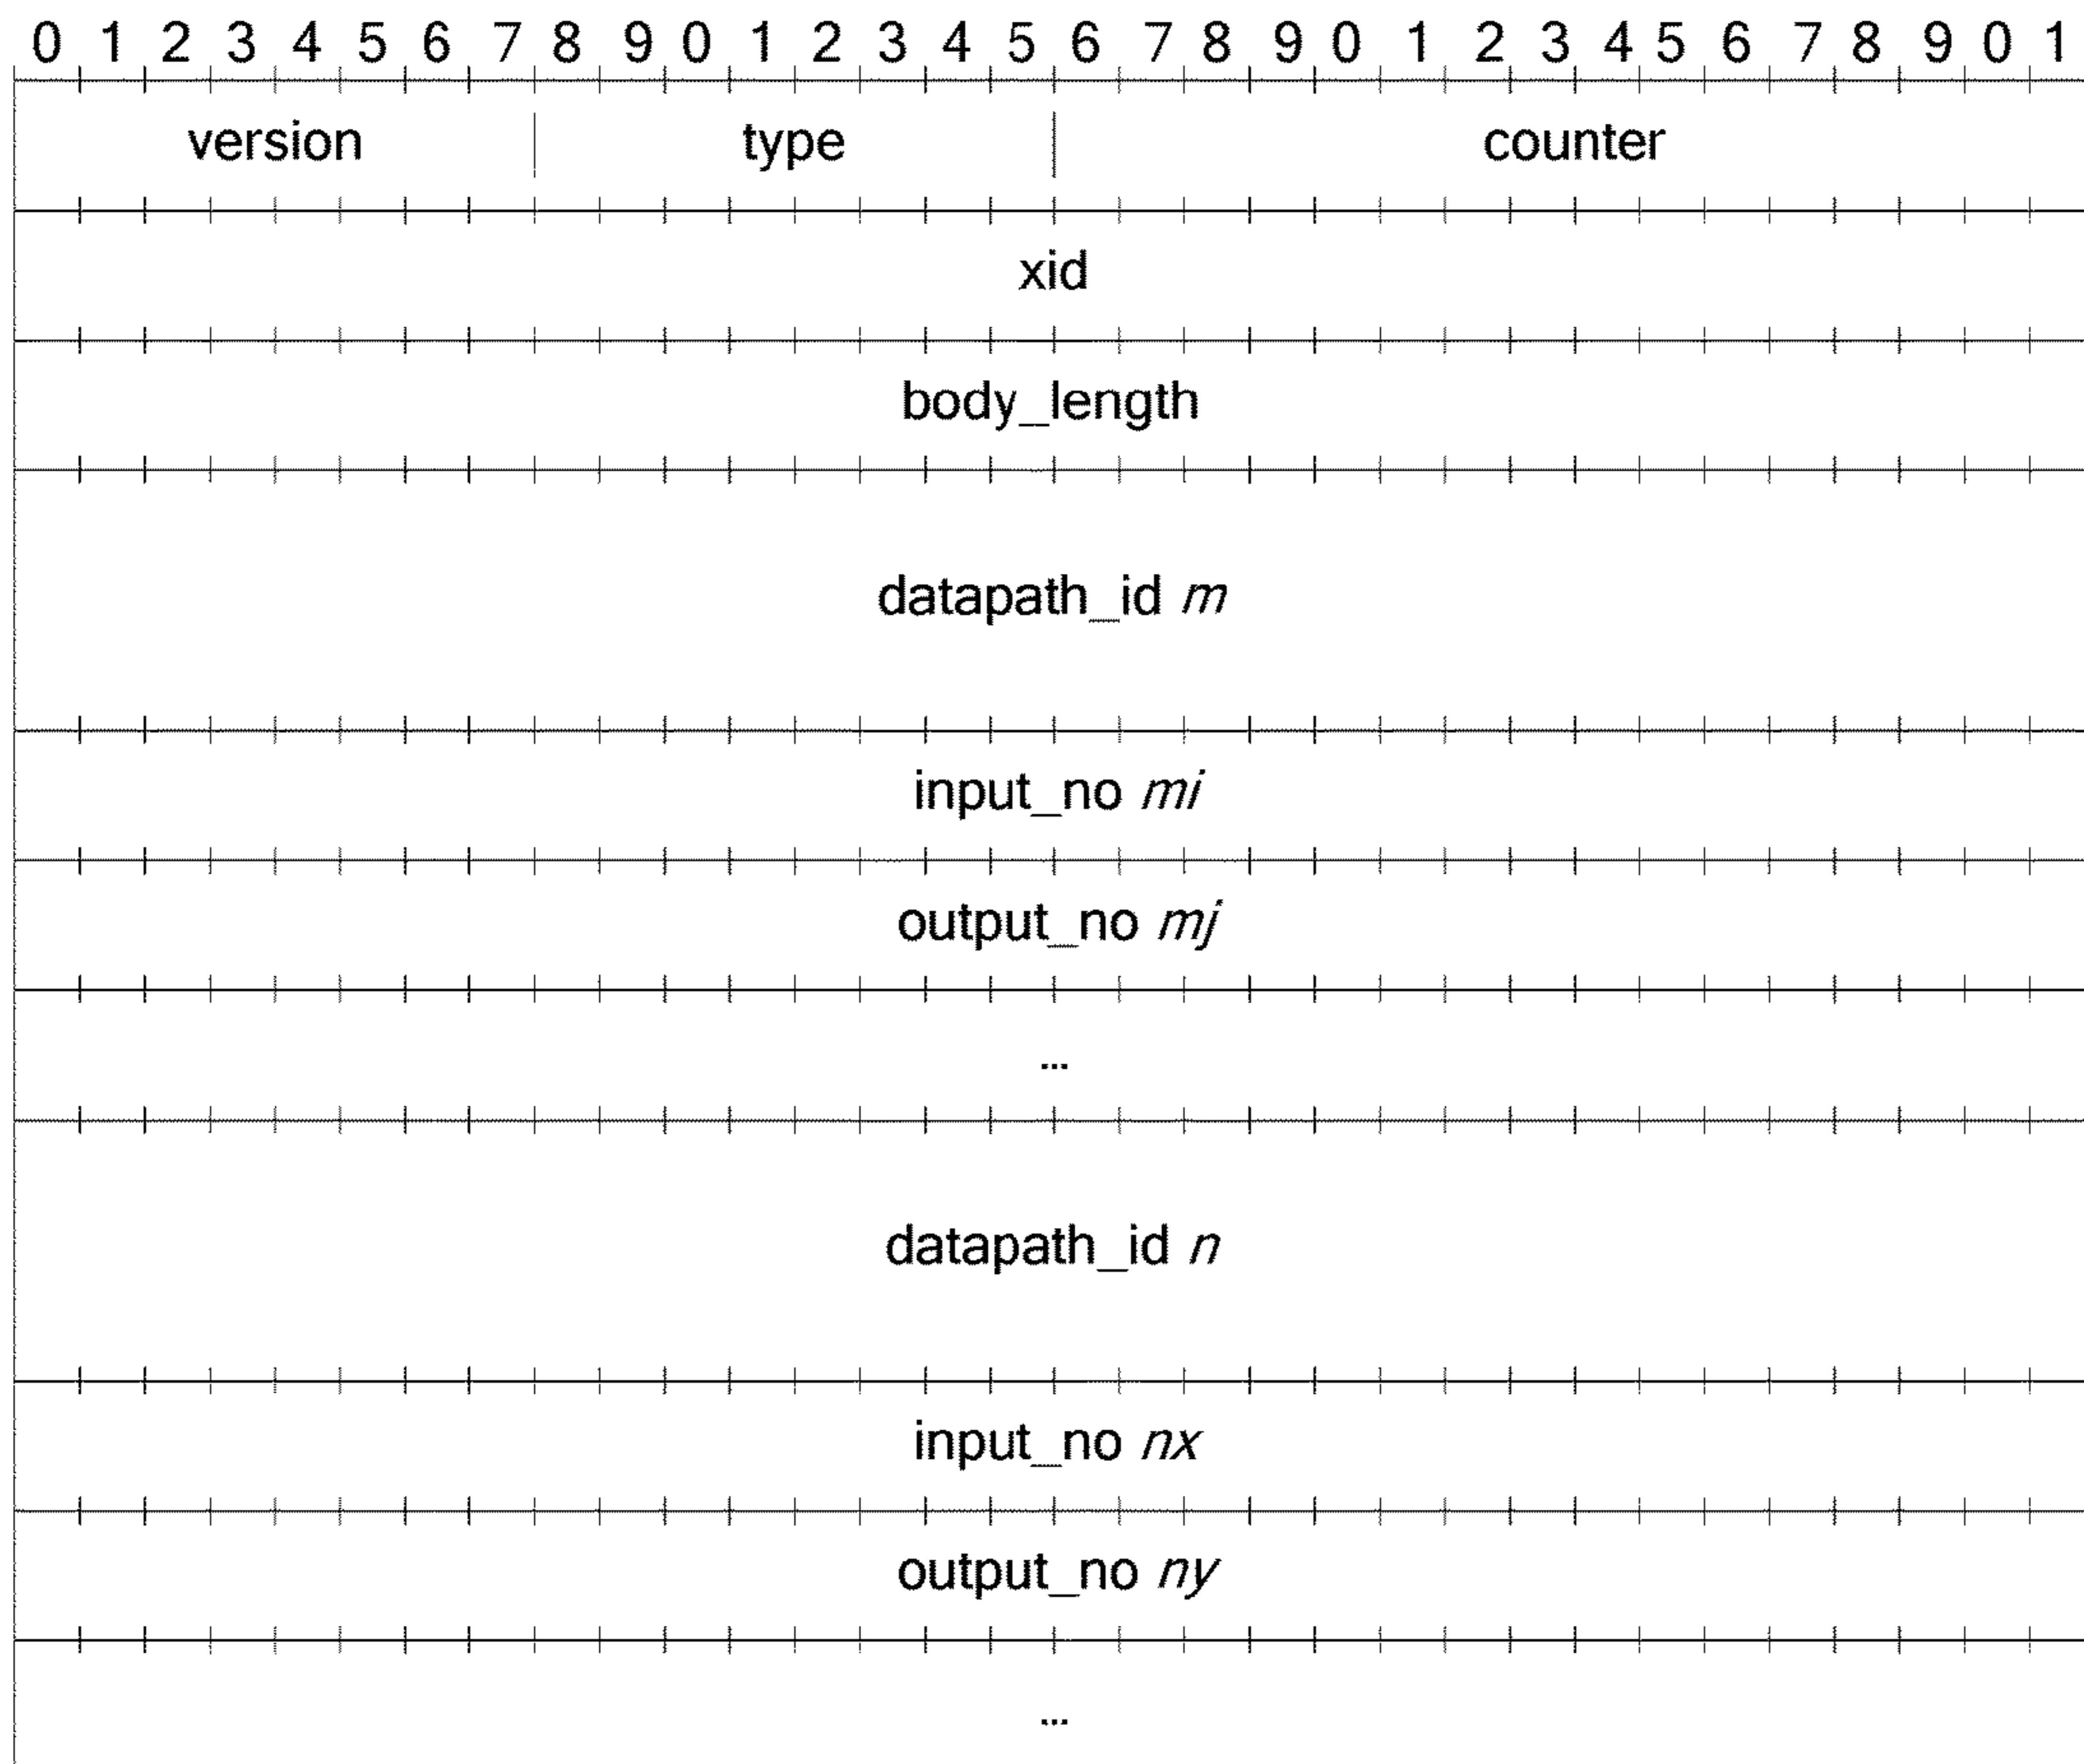 0 1 2 3 4 5 6 7 8 9 0 1 2 3 4 5 6 7 8 9 0 1 2 3 4 5 6 7 8 9 0 1
version type counter
xid
body_length
datapath_id m
input_no mi
output_no mj
...
datapath_id n
input_no nx
output_no ny
...